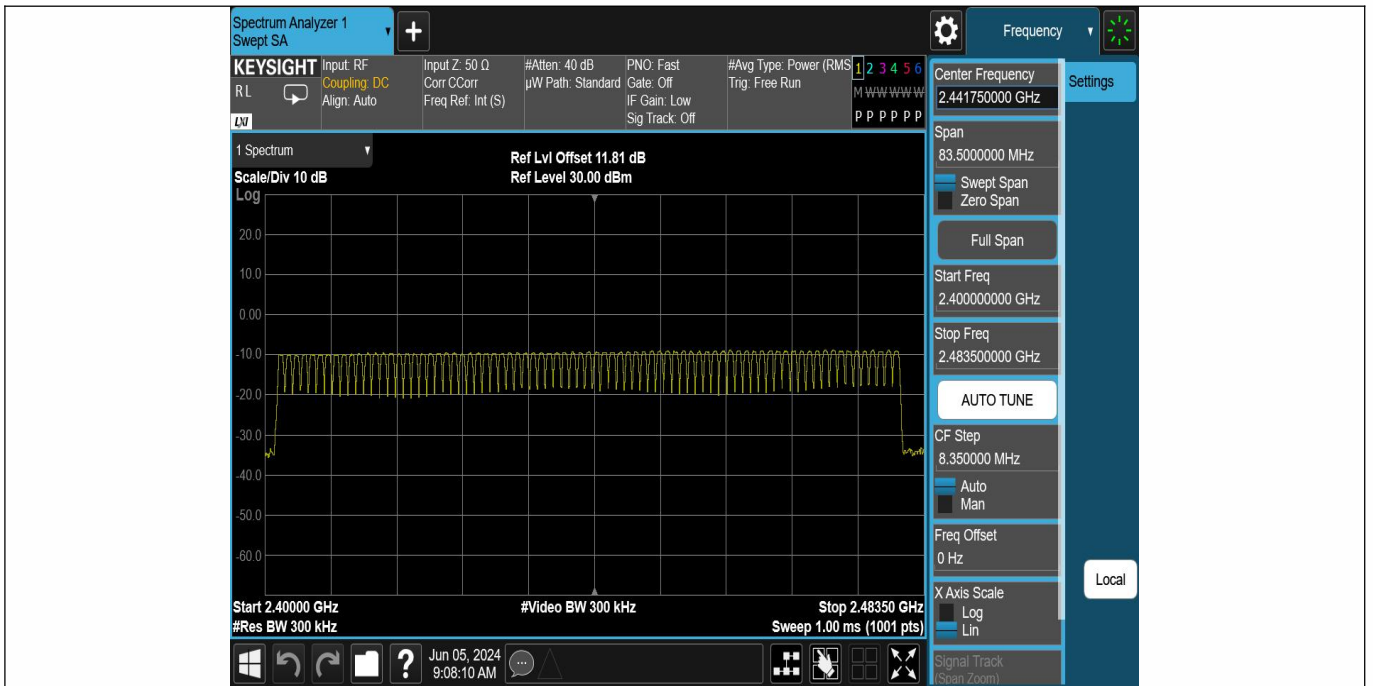 Spectrum Analyzer 1
Swept SA
+
Frequency
KEYSIGHT
RL
LXI
Input: RF
Coupling: DC
Align: Auto
Input Z: 50 Ω
Corr CCorr
Freq Ref: Int (S)
#Atten: 40 dB
µW Path: Standard
PNO: Fast
Gate: Off
IF Gain: Low
Sig Track: Off
#Avg Type: Power (RMS
Trig: Free Run
1 2 3 4 5 6
M W W W W W
P P P P P P
Center Frequency
2.441750000 GHz
Settings
Span
83.5000000 MHz
Swept Span
Zero Span
Full Span
Start Freq
2.400000000 GHz
Stop Freq
2.483500000 GHz
AUTO TUNE
CF Step
8.350000 MHz
Auto
Man
Freq Offset
0 Hz
X Axis Scale
Log
Lin
Signal Track
(Span Zoom)
Local
1 Spectrum
Scale/Div 10 dB
Ref Lvl Offset 11.81 dB
Ref Level 30.00 dBm
Log
20.0
10.0
0.00
-10.0
-20.0
-30.0
-40.0
-50.0
-60.0
Start 2.40000 GHz
#Video BW 300 kHz
Stop 2.48350 GHz
#Res BW 300 kHz
Sweep 1.00 ms (1001 pts)
?
Jun 05, 2024
9:08:10 AM